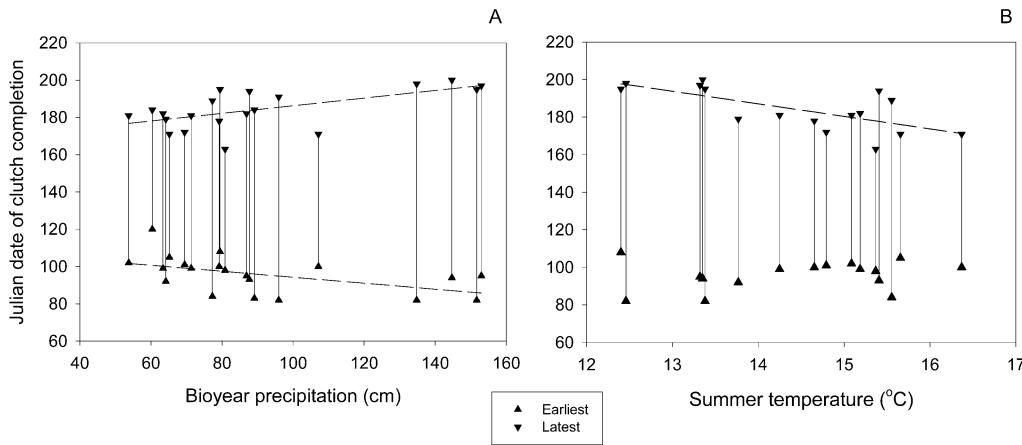 A
B
220
200
180
160
140
120
100
80
60
40 60 80 100 120 140 160
Julian date of clutch completion
Bioyear precipitation (cm)
220
200
180
160
140
120
100
80
60
12 13 14 15 16 17
Summer temperature (°C)
Earliest
Latest